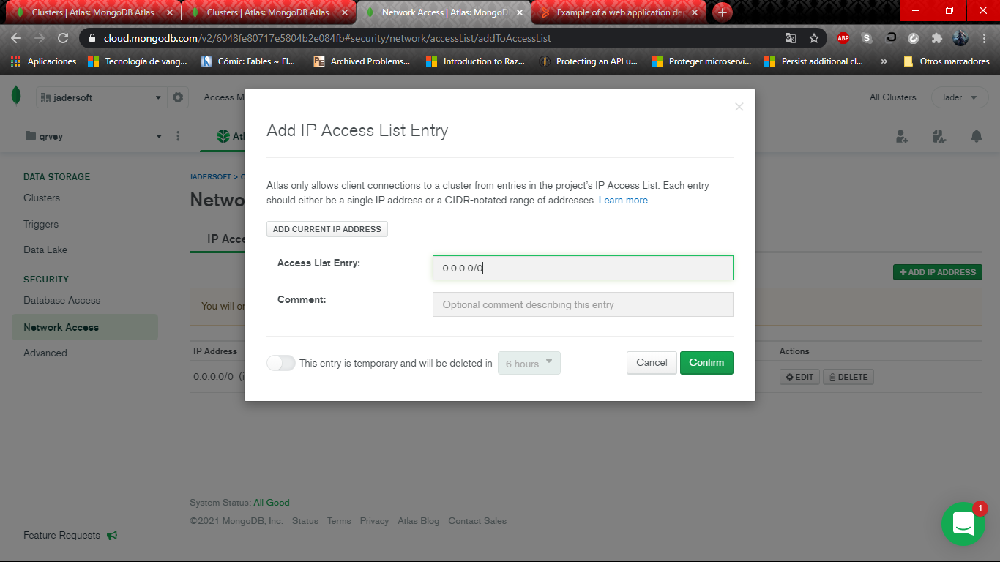 Clusters | Atlas: MongoDB Atlas
Clusters | Atlas: MongoDB Atlas
Network Access | Atlas: MongoD
Example of a web application de
cloud.mongodb.com/v2/6048fe80717e5804b2e084fb#security/network/accessList/addToAccessList
ABP
Aplicaciones
Tecnología de vang...
Cómic: Fables ~ El...
Archived Problems...
Introduction to Raz...
Protecting an API u...
Proteger microservi...
Persist additional cl...
»
Otros marcadores
jadersoft
Access M
All Clusters
Jader
qrvey
Atl
DATA STORAGE
Clusters
Triggers
Data Lake
SECURITY
Database Access
Network Access
Advanced
Feature Requests
JADERSOFT > Q
Netwo
IP Acce
+ ADD IP ADDRESS
You will on
IP Address
Actions
0.0.0.0/0 (i
EDIT
DELETE
Add IP Access List Entry
Atlas only allows client connections to a cluster from entries in the project's IP Access List. Each entry
should either be a single IP address or a CIDR-notated range of addresses. Learn more.
ADD CURRENT IP ADDRESS
Access List Entry:
0.0.0.0/0
Comment:
Optional comment describing this entry
This entry is temporary and will be deleted in
6 hours
Cancel
Confirm
System Status: All Good
©2021 MongoDB, Inc.
Status
Terms
Privacy
Atlas Blog
Contact Sales
1